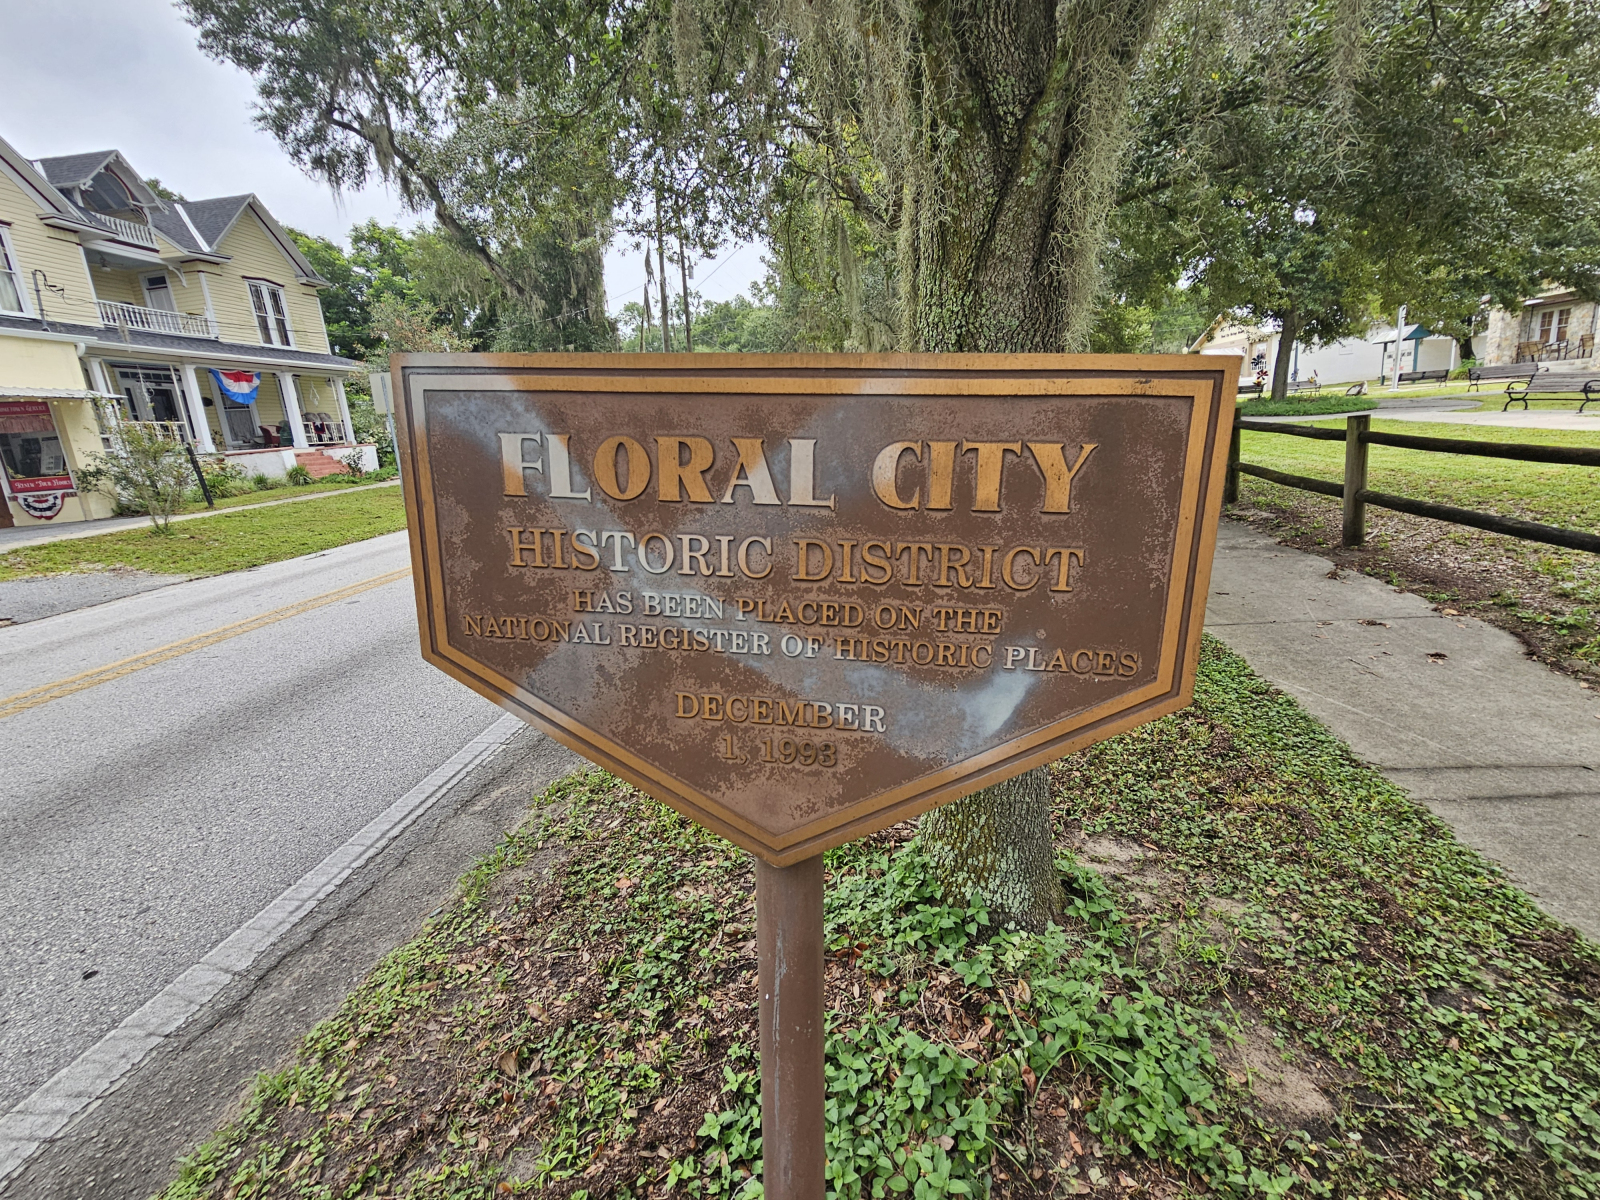 FLORAL CITY
HISTORIC DISTRICT
HAS BEEN PLACED ON THE
NATIONAL REGISTER OF HISTORIC PLACES
DECEMBER
1, 1993